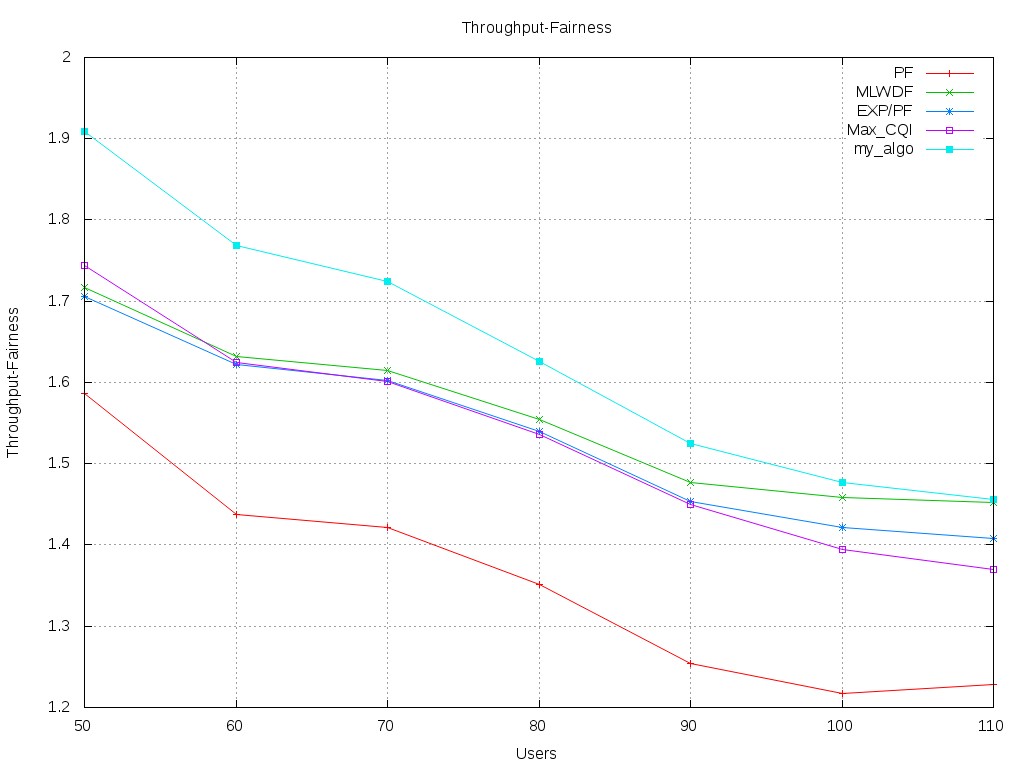 Throughput-Fairness
2
1.9
1.8
1.7
1.6
1.5
1.4
1.3
1.2
Throughput-Fairness
PF
MLWDF
EXP/PF
Max_CQI
my_algo
50 60 70 80 90 100 110
Users